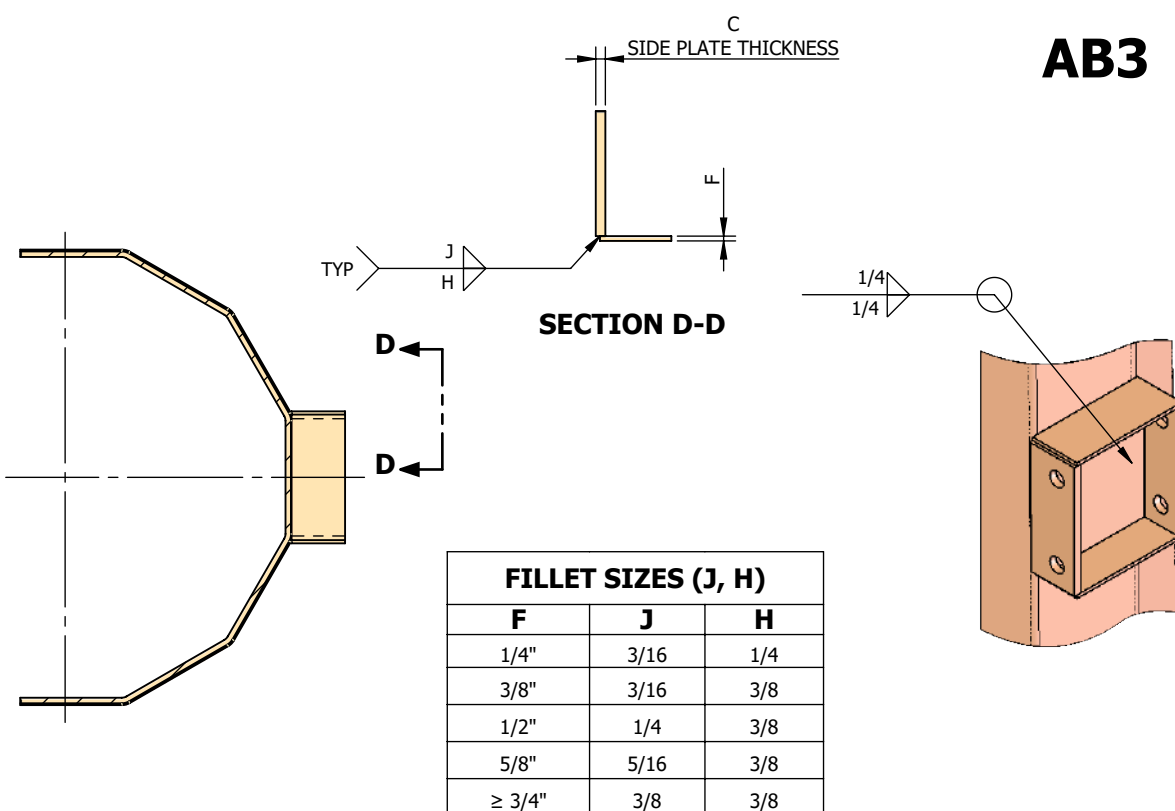 C
SIDE PLATE THICKNESS
AB3
F
J
TYP
H
1/4
1/4
SECTION D-D
D
D
FILLET SIZES (J, H)
F J H
1/4" 3/16 1/4
3/8" 3/16 3/8
1/2" 1/4 3/8
5/8" 5/16 3/8
≥ 3/4" 3/8 3/8